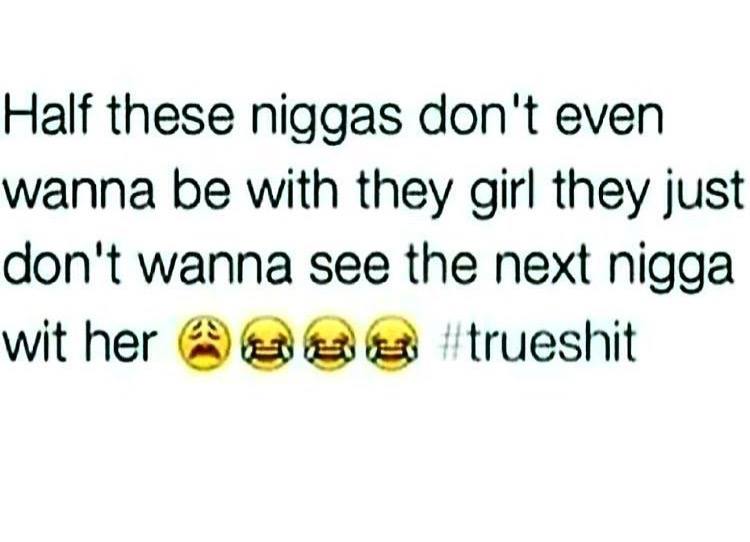 Half these niggas don't even
wanna be with they girl they just
don't wanna see the next nigga
wit her 😩😂😂😂 #trueshit